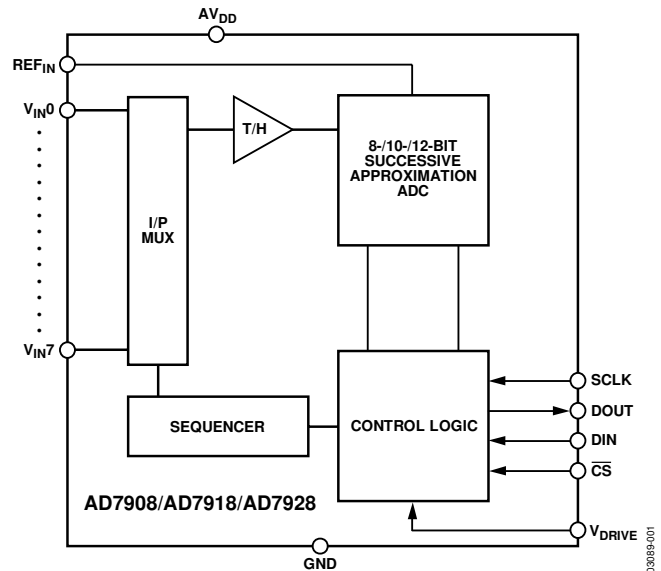 AVDD
REFIN
VIN0
T/H
8-/10-/12-BIT
SUCCESSIVE
APPROXIMATION
ADC
I/P
MUX
VIN7
SCLK
DOUT
DIN
CS
SEQUENCER
CONTROL LOGIC
AD7908/AD7918/AD7928
VDRIVE
GND
03089-001